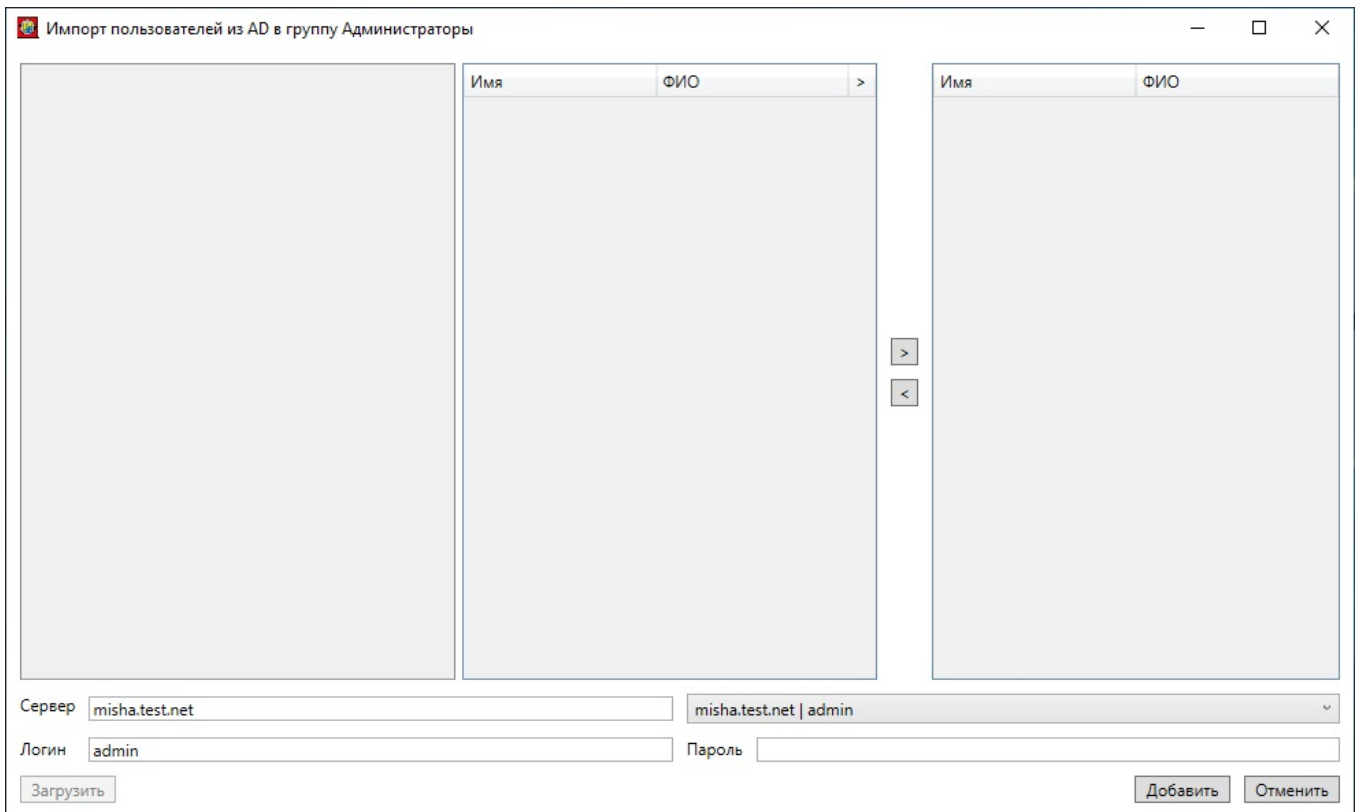 Импорт пользователей из AD в группу Администраторы
Имя ФИО > Имя ФИО
>
<
Сервер misha.test.net misha.test.net | admin
Логин admin Пароль
Загрузить Добавить Отменить